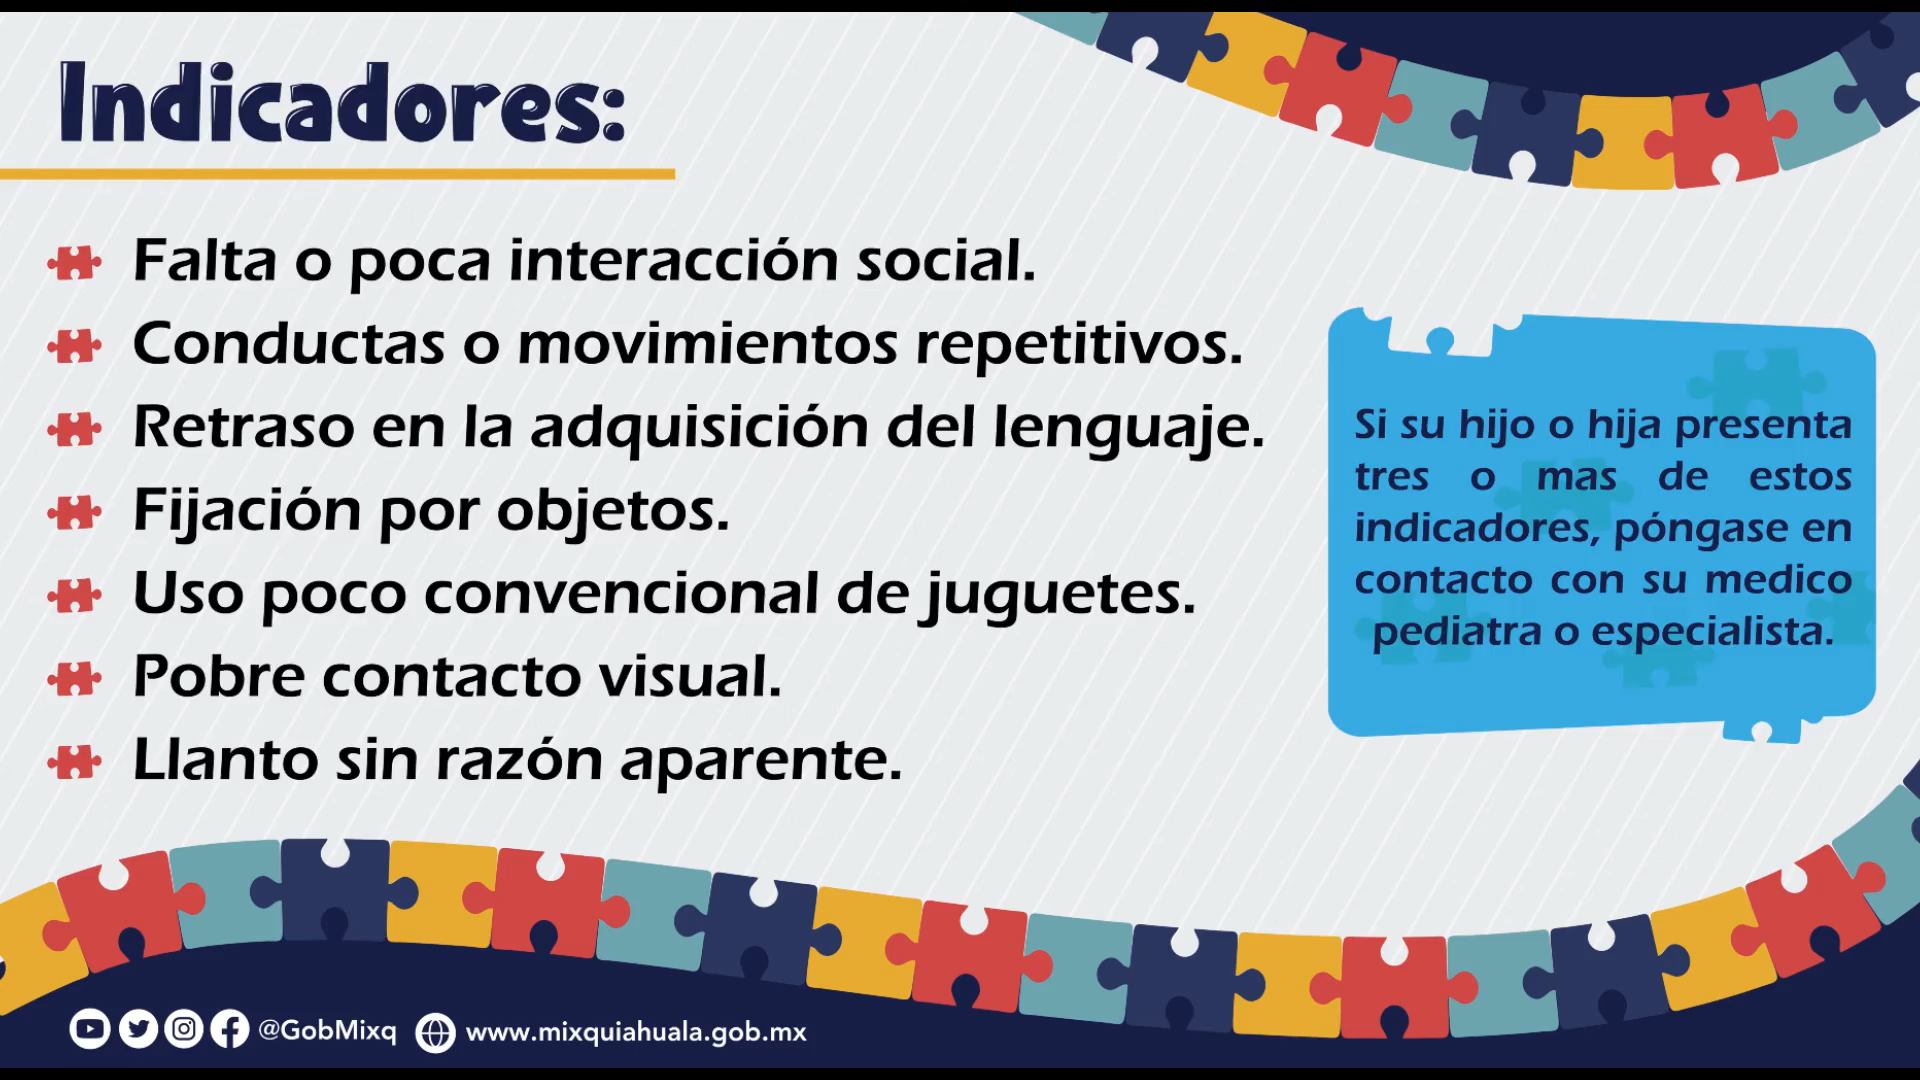 Indicadores:
Falta o poca interacción social.
Conductas o movimientos repetitivos.
Retraso en la adquisición del lenguaje.
Fijación por objetos.
Uso poco convencional de juguetes.
Pobre contacto visual.
Llanto sin razón aparente.
Si su hijo o hija presenta
tres o mas de estos
indicadores, póngase en
contacto con su medico
pediatra o especialista.
@GobMixq www.mixquiahuala.gob.mx